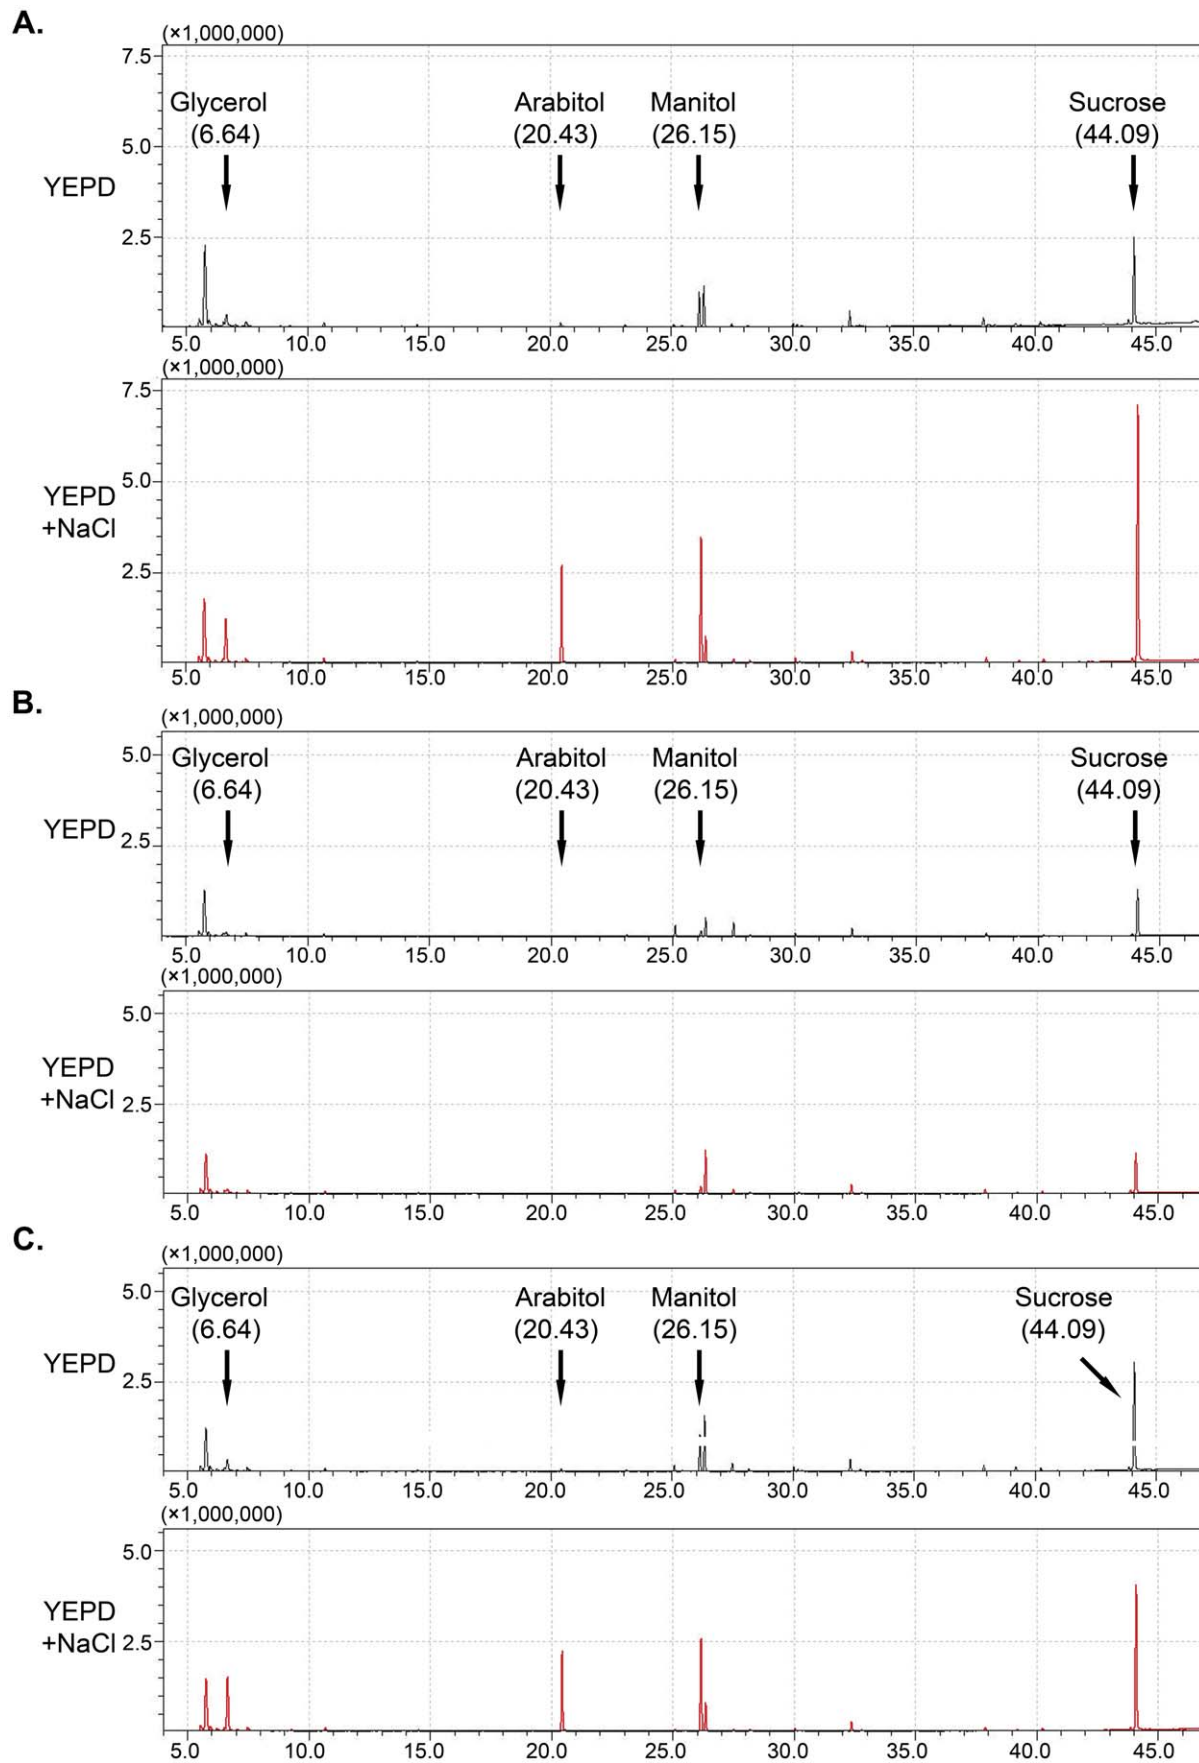 A.
(×1,000,000)
7.5
Glycerol Arabitol Manitol Sucrose
(6.64) (20.43) (26.15) (44.09)
5.0
YEPD
2.5
5.0 10.0 15.0 20.0 25.0 30.0 35.0 40.0 45.0
(×1,000,000)
7.5
5.0
YEPD
+NaCl
2.5
5.0 10.0 15.0 20.0 25.0 30.0 35.0 40.0 45.0
B.
(×1,000,000)
5.0
Glycerol Arabitol Manitol Sucrose
(6.64) (20.43) (26.15) (44.09)
YEPD
2.5
5.0 10.0 15.0 20.0 25.0 30.0 35.0 40.0 45.0
(×1,000,000)
5.0
YEPD
+NaCl
2.5
5.0 10.0 15.0 20.0 25.0 30.0 35.0 40.0 45.0
C.
(×1,000,000)
5.0
Glycerol Arabitol Manitol Sucrose
(6.64) (20.43) (26.15) (44.09)
YEPD
2.5
5.0 10.0 15.0 20.0 25.0 30.0 35.0 40.0 45.0
(×1,000,000)
5.0
YEPD
+NaCl
2.5
5.0 10.0 15.0 20.0 25.0 30.0 35.0 40.0 45.0